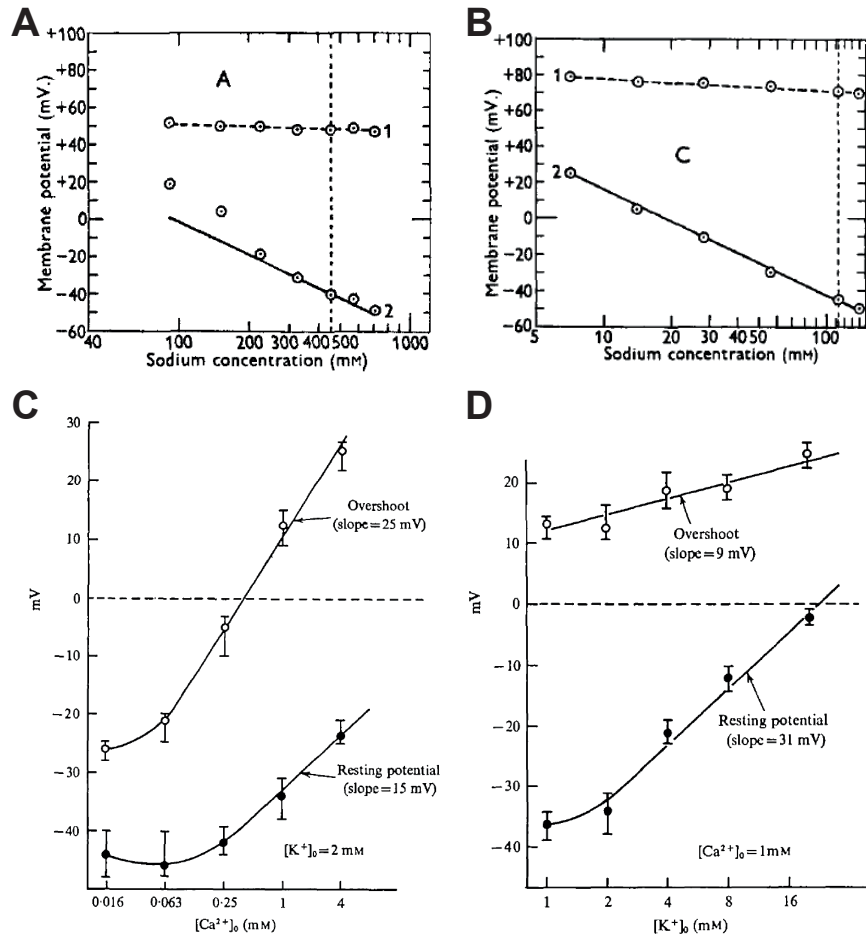 A
Membrane potential (mV.)
+100
+80
+60
+40
+20
0
−20
−40
−60
A
1
2
40
100
200
300
400
600
1000
Sodium concentration (mM)
B
Membrane potential (mV.)
+100
+80
+60
+40
+20
0
−20
−40
−60
1
2
C
5
10
20
30
40
50
100
Sodium concentration (mM)
C
mV
30
20
10
0
−10
−20
−30
−40
Overshoot
(slope=25 mV)
Resting potential
(slope=15 mV)
[K⁺]₀=2 mM
0·016
0·063
0·25
1
4
[Ca²⁺]₀ (mM)
D
mV
20
10
0
−10
−20
−30
−40
Overshoot
(slope=9 mV)
Resting potential
(slope=31 mV)
[Ca²⁺]₀=1mM
1
2
4
8
16
[K⁺]₀ (mM)